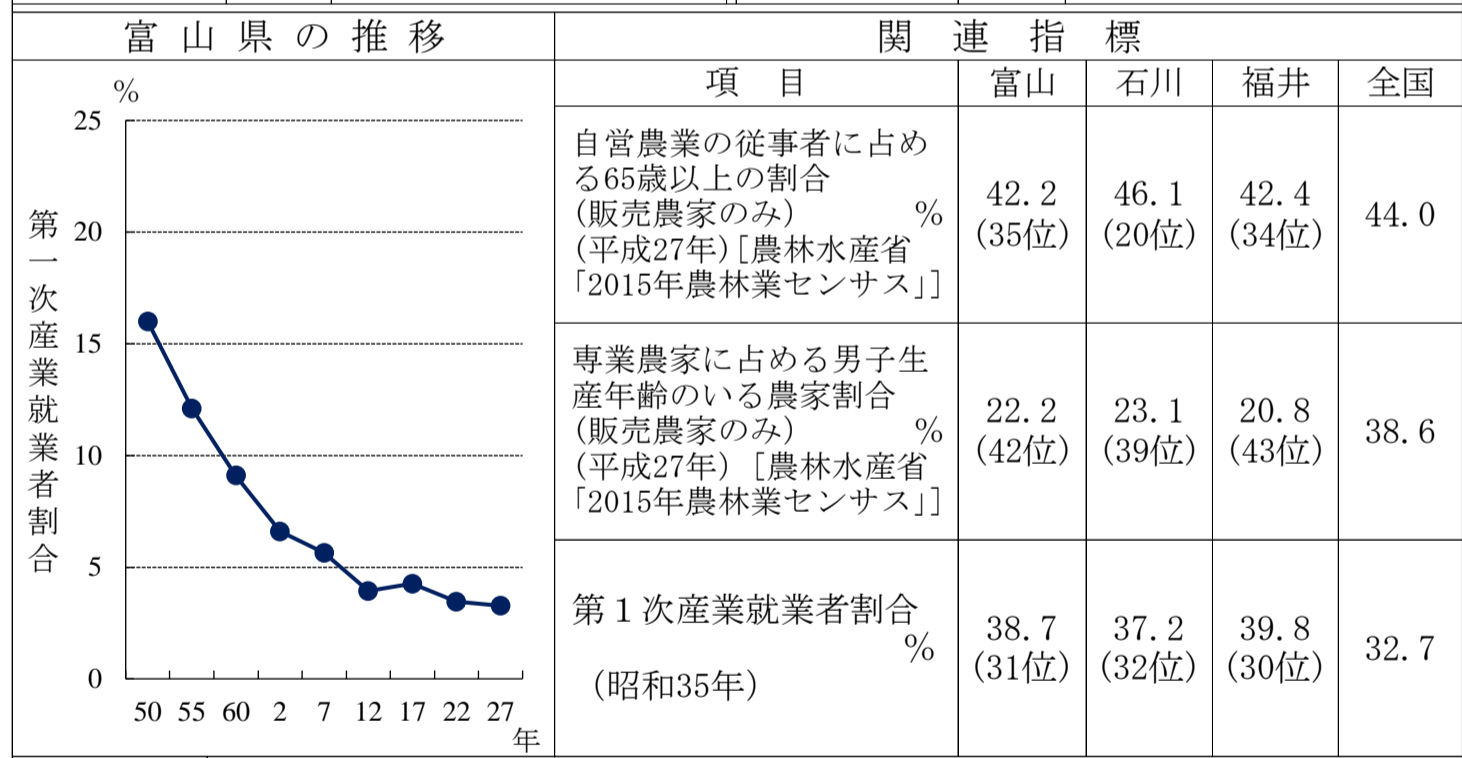 富山県の推移
%
25
20
15
10
5
0
第一次産業就業者割合
50 55 60 2 7 12 17 22 27
年
関連指標
項目 富山 石川 福井 全国
自営農業の従事者に占め
る65歳以上の割合
(販売農家のみ) %
(平成27年)[農林水産省
「2015年農林業センサス」]
42.2 46.1 42.4 44.0
(35位) (20位) (34位)
専業農家に占める男子生
産年齢のいる農家割合
(販売農家のみ) %
(平成27年) [農林水産省
「2015年農林業センサス」]
22.2 23.1 20.8 38.6
(42位) (39位) (43位)
第1次産業就業者割合
%
(昭和35年)
38.7 37.2 39.8 32.7
(31位) (32位) (30位)